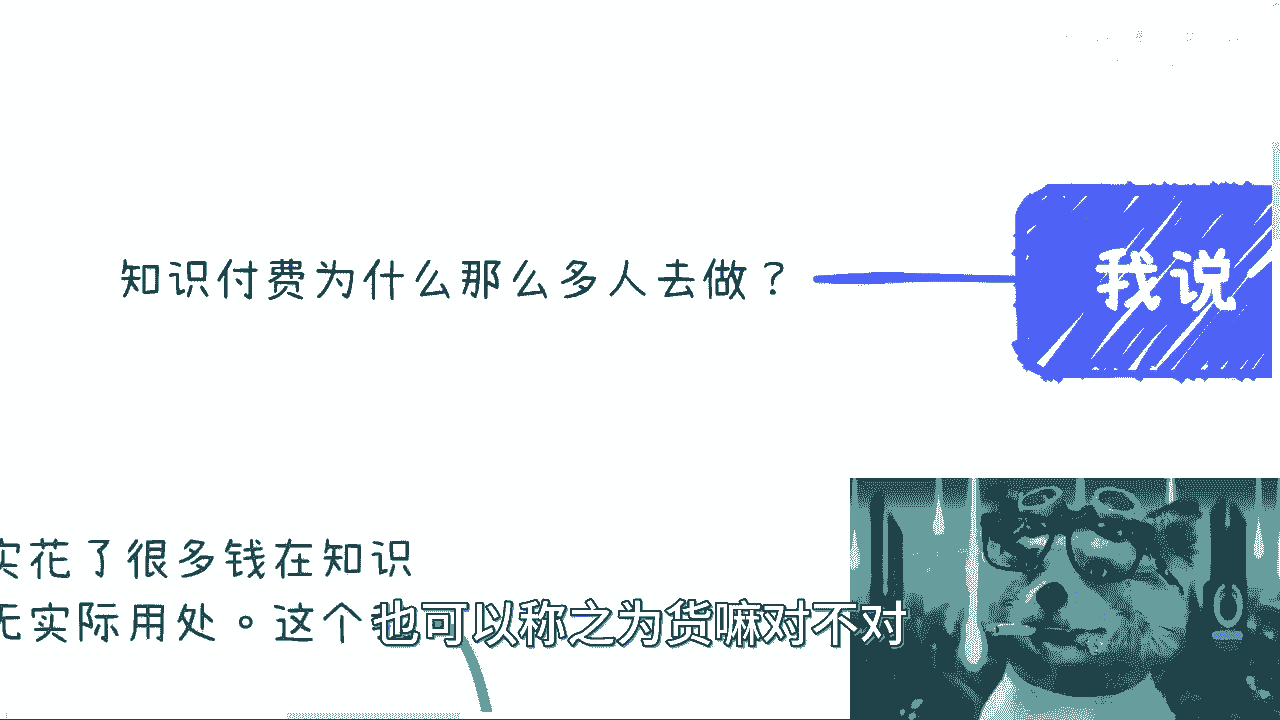 知识付费为什么那么多人去做？
我说
实花了很多钱在知识
无实际用处。这个
也可以称之为货嘛对不对